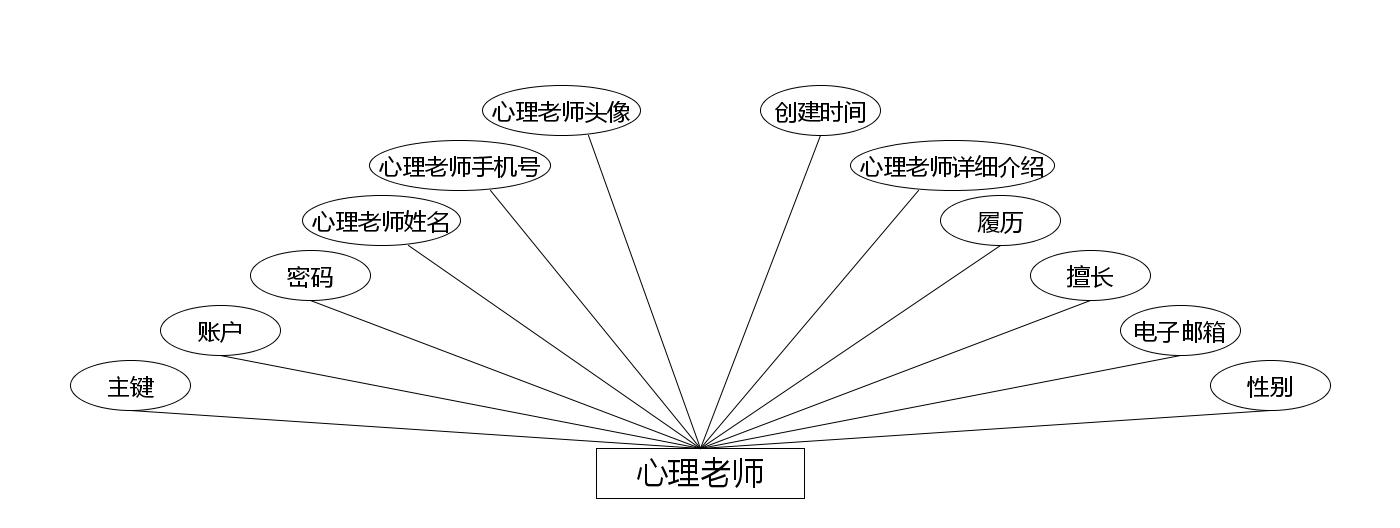 心理老师头像
创建时间
心理老师手机号
心理老师详细介绍
心理老师姓名
履历
密码
擅长
账户
电子邮箱
主键
性别
心理老师